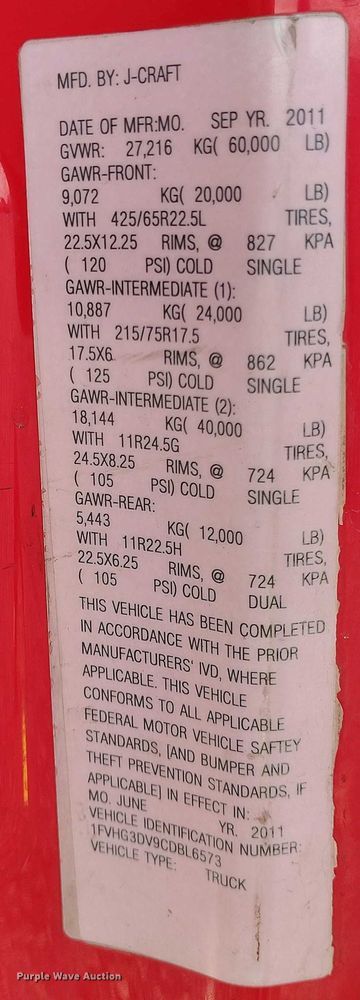 MFD. BY: J-CRAFT
DATE OF MFR:MO. SEP YR. 2011
GVWR: 27,216 KG( 60,000 LB)
GAWR-FRONT:
9,072 KG( 20,000 LB)
WITH 425/65R22.5L TIRES,
22.5X12.25 RIMS, @ 827 KPA
( 120 PSI) COLD SINGLE
GAWR-INTERMEDIATE (1):
10,887 KG( 24,000 LB)
WITH 215/75R17.5 TIRES,
17.5X6 RIMS, @ 862 KPA
( 125 PSI) COLD SINGLE
GAWR-INTERMEDIATE (2):
18,144 KG( 40,000 LB)
WITH 11R24.5G TIRES,
24.5X8.25 RIMS, @ 724 KPA
( 105 PSI) COLD SINGLE
GAWR-REAR:
5,443 KG( 12,000 LB)
WITH 11R22.5H TIRES,
22.5X6.25 RIMS, @ 724 KPA
( 105 PSI) COLD DUAL
THIS VEHICLE HAS BEEN COMPLETED
IN ACCORDANCE WITH THE PRIOR
MANUFACTURERS' IVD, WHERE
APPLICABLE. THIS VEHICLE
CONFORMS TO ALL APPLICABLE
FEDERAL MOTOR VEHICLE SAFTEY
STANDARDS, [AND BUMPER AND
THEFT PREVENTION STANDARDS, IF
APPLICABLE] IN EFFECT IN:
MO. JUNE YR. 2011
VEHICLE IDENTIFICATION NUMBER:
1FVHG3DV9CDBL6573
VEHICLE TYPE: TRUCK
Purple Wave Auction